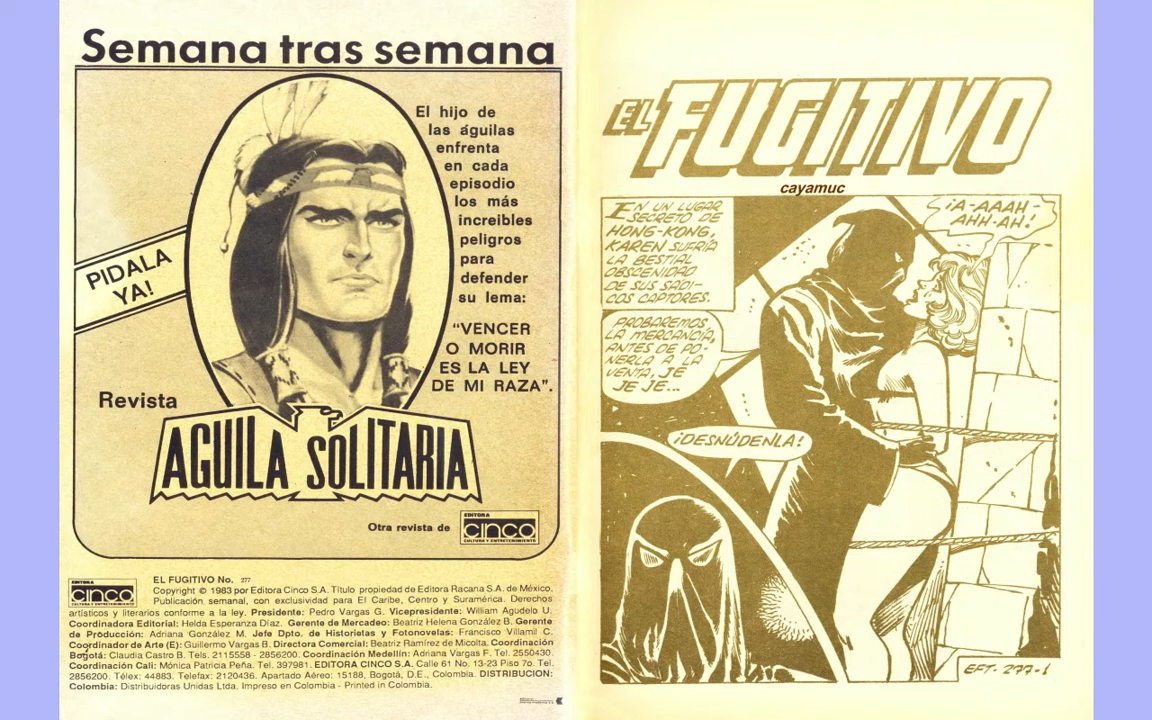 Semana tras semana
El hijo de
las águilas
enfrenta
en cada
episodio
los más
increibles
peligros
para
defender
su lema:
“VENCER
O MORIR
ES LA LEY
DE MI RAZA”.
PIDALA
YA!
Revista
AGUILA SOLITARIA
Otra revista de
EDITORA
CINCO
CULTURA Y ENTRETENIMIENTO
EDITORA
CINCO
CULTURA Y ENTRETENIMIENTO
EL FUGITIVO No. 277
Copyright © 1983 por Editora Cinco S.A. Título propiedad de Editora Racana S.A. de México.
Publicación semanal, con exclusividad para El Caribe, Centro y Suramérica. Derechos
artísticos y literarios conforme a la ley. Presidente: Pedro Vargas G. Vicepresidente: William Agudelo U.
Coordinadora Editorial: Helda Esperanza Díaz. Gerente de Mercadeo: Beatriz Helena González B. Gerente
de Producción: Adriana González M. Jefe Dpto. de Historietas y Fotonovelas: Francisco Villamil C.
Coordinador de Arte (E): Guillermo Vargas B. Directora Comercial: Beatriz Ramírez de Micolta. Coordinación
Bogotá: Claudia Castro B. Tels. 2115558 - 2856200. Coordinación Medellín: Adriana Vargas F. Tel. 2550430.
Coordinación Cali: Mónica Patricia Peña. Tel. 397981. EDITORA CINCO S.A. Calle 61 No. 13-23 Piso 7o. Tel.
2856200. Télex: 44883. Telefax: 2120436. Apartado Aéreo: 15188, Bogotá, D.E., Colombia. DISTRIBUCION:
Colombia: Distribuidoras Unidas Ltda. Impreso en Colombia - Printed in Colombia.
EL FUGITIVO
cayamuc
EN UN LUGAR
SECRETO DE
HONG-KONG,
KAREN SUFRÍA
LA BESTIAL
OBSCENIDAD
DE SUS SÁDI-
COS CAPTORES.
¡A-AAAH-
AHH-AH!
PROBAREMOS
LA MERCANCIA,
ANTES DE PO-
NERLA A LA
VENTA, JE
JE JE...
¡DESNÚDENLA!
EFT-277-1